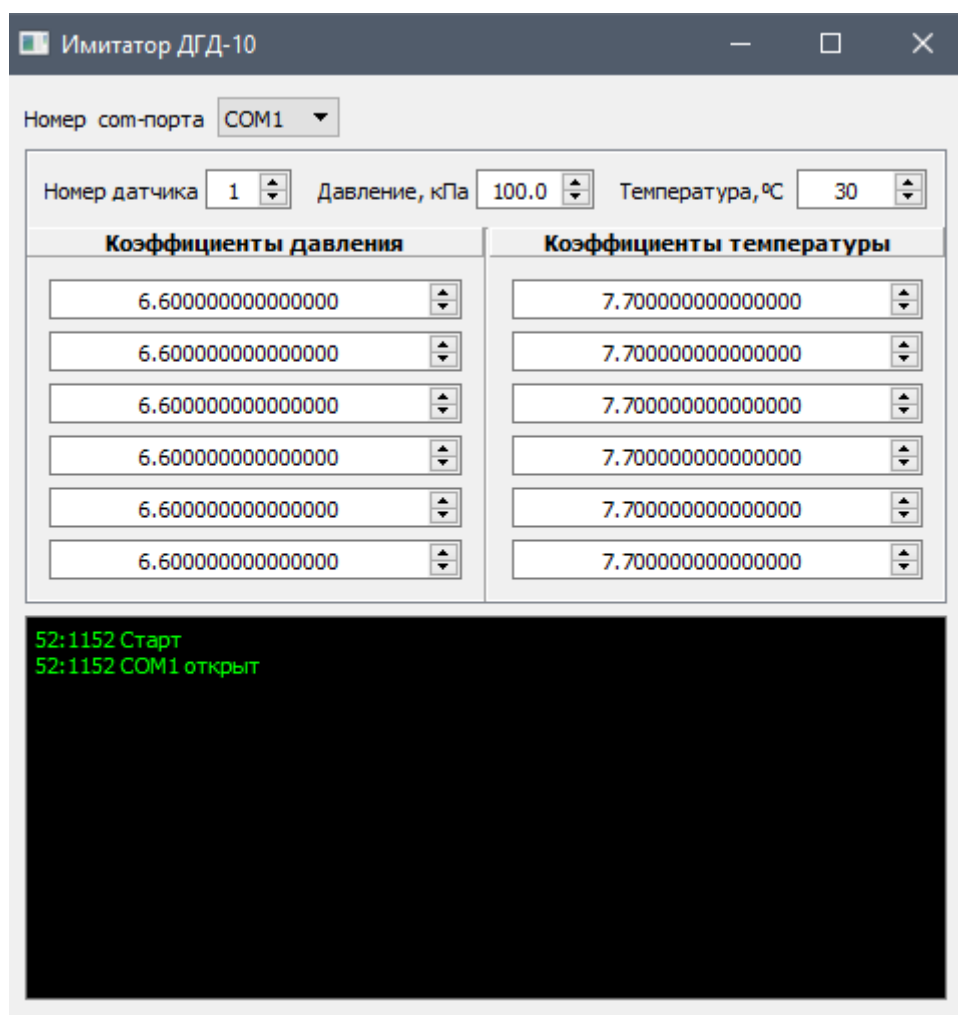 Имитатор ДГД-10
Номер com-порта COM1
Номер датчика 1 Давление, кПа 100.0 Температура,ºC 30
Коэффициенты давления Коэффициенты температуры
6.600000000000000 7.700000000000000
6.600000000000000 7.700000000000000
6.600000000000000 7.700000000000000
6.600000000000000 7.700000000000000
6.600000000000000 7.700000000000000
6.600000000000000 7.700000000000000
52:1152 Старт
52:1152 COM1 открыт